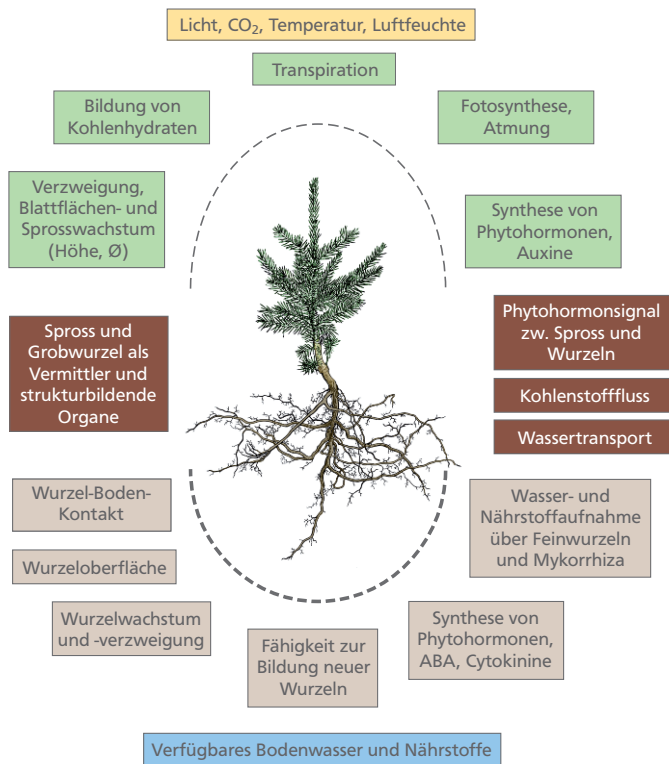 Licht, CO₂, Temperatur, Luftfeuchte
Transpiration
Bildung von
Kohlenhydraten
Fotosynthese,
Atmung
Verzweigung,
Blattflächen- und
Sprosswachstum
(Höhe, Ø)
Synthese von
Phytohormonen,
Auxine
Spross und
Grobwurzel als
Vermittler und
strukturbildende
Organe
Phytohormonsignal
zw. Spross und
Wurzeln
Kohlenstofffluss
Wassertransport
Wurzel-Boden-
Kontakt
Wasser- und
Nährstoffaufnahme
über Feinwurzeln
und Mykorrhiza
Wurzeloberfläche
Wurzelwachstum
und -verzweigung
Fähigkeit zur
Bildung neuer
Wurzeln
Synthese von
Phytohormonen,
ABA, Cytokinine
Verfügbares Bodenwasser und Nährstoffe